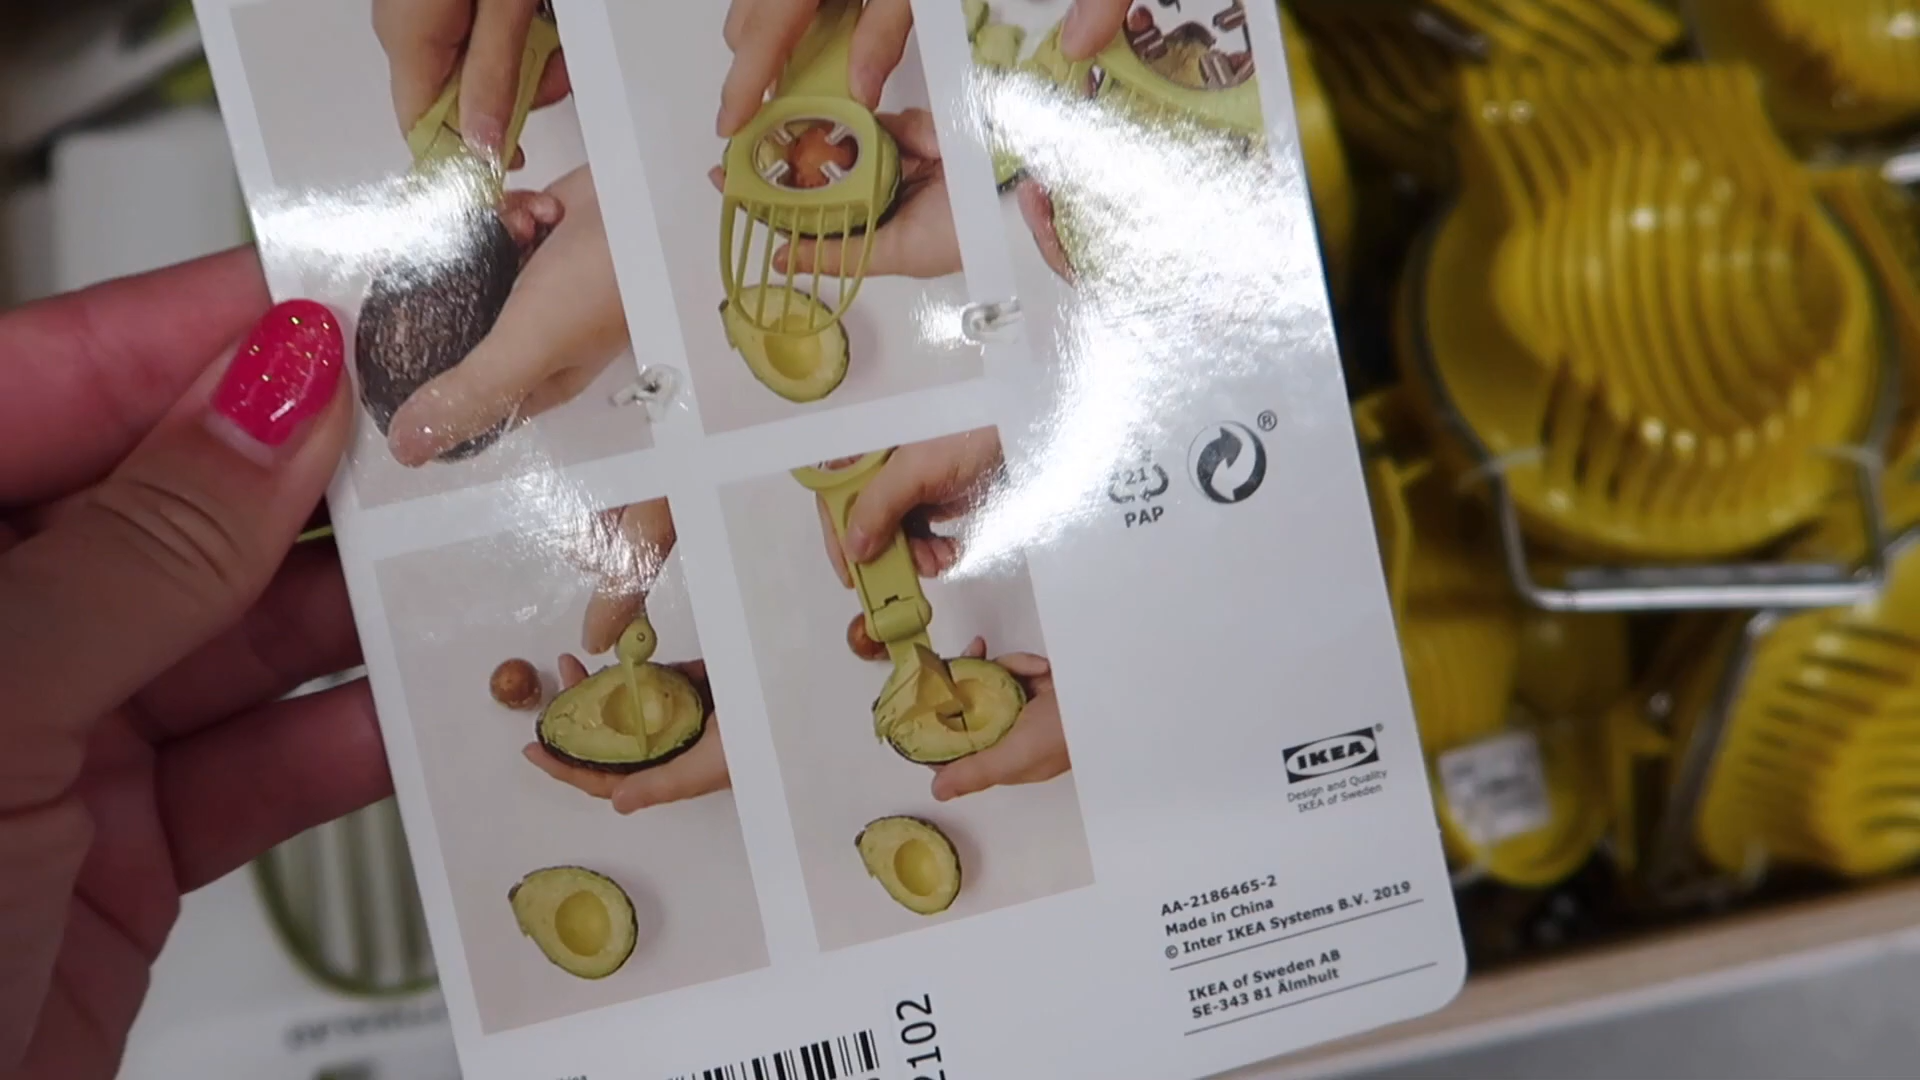 21
PAP
®
IKEA®
Design and Quality
IKEA of Sweden
AA-2186465-2
Made in China
© Inter IKEA Systems B.V. 2019
IKEA of Sweden AB
SE-343 81 Älmhult
2102